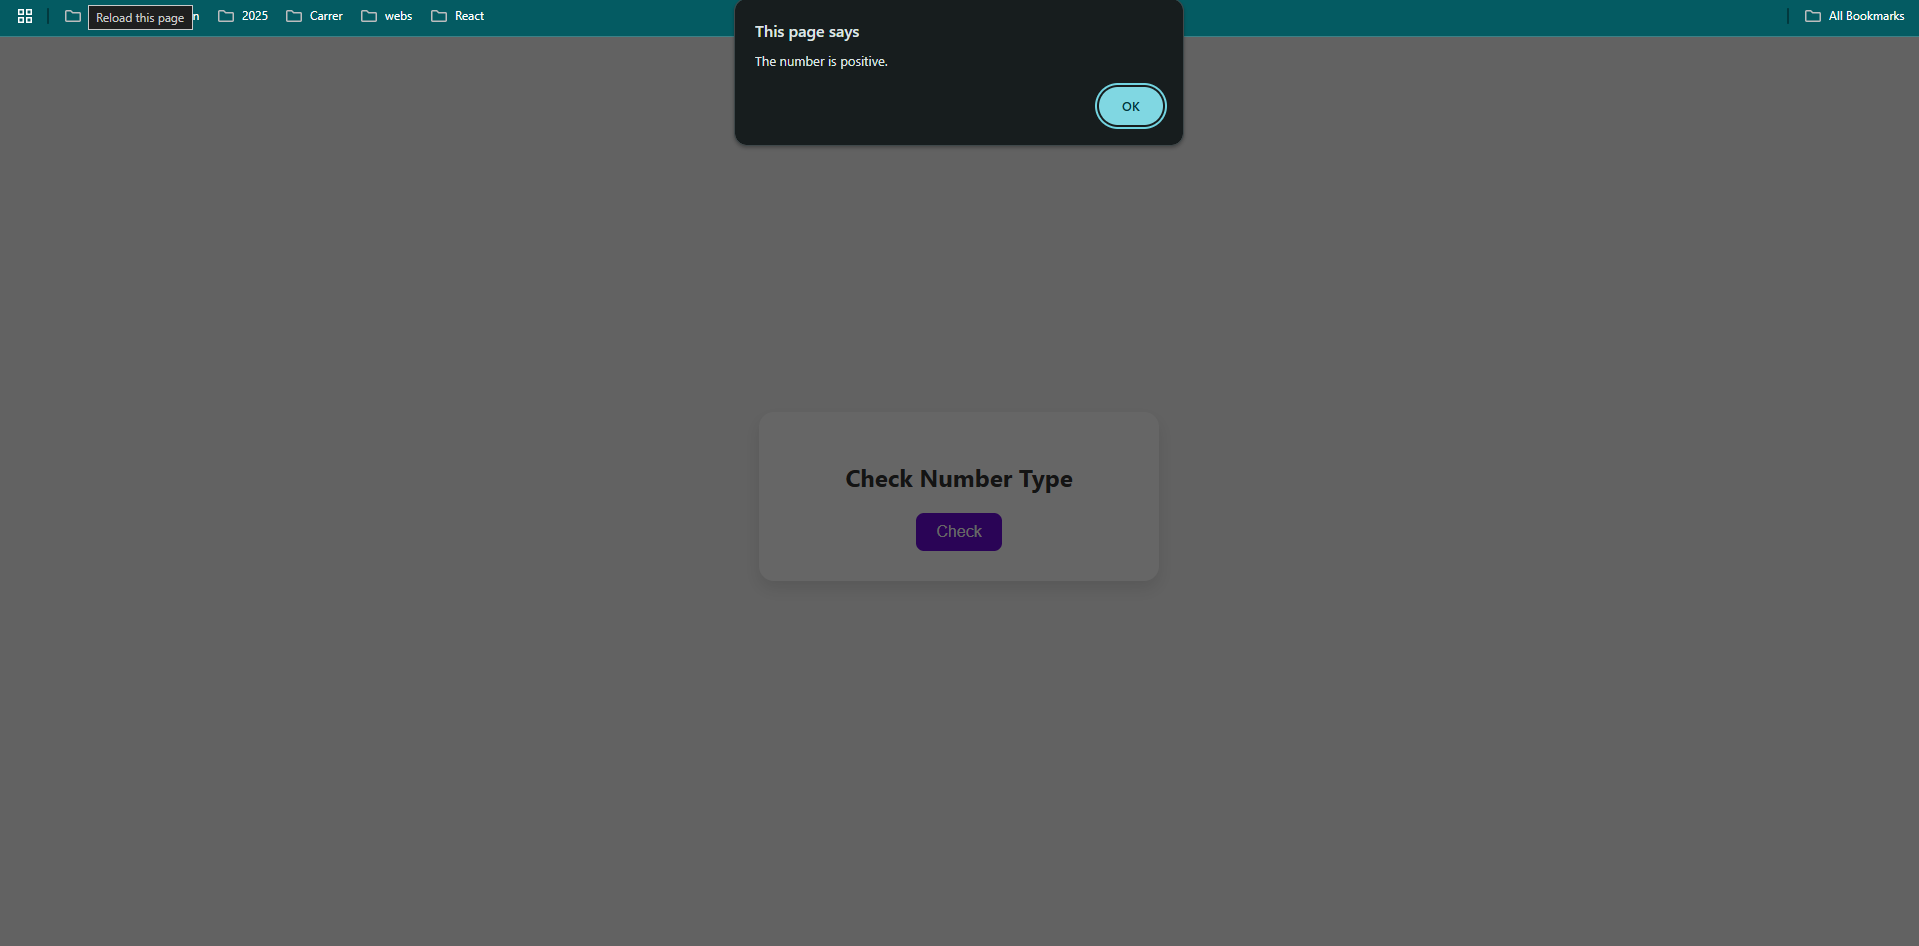 Reload this page
2025
Carrer
webs
React
All Bookmarks
This page says
The number is positive.
OK
Check Number Type
Check